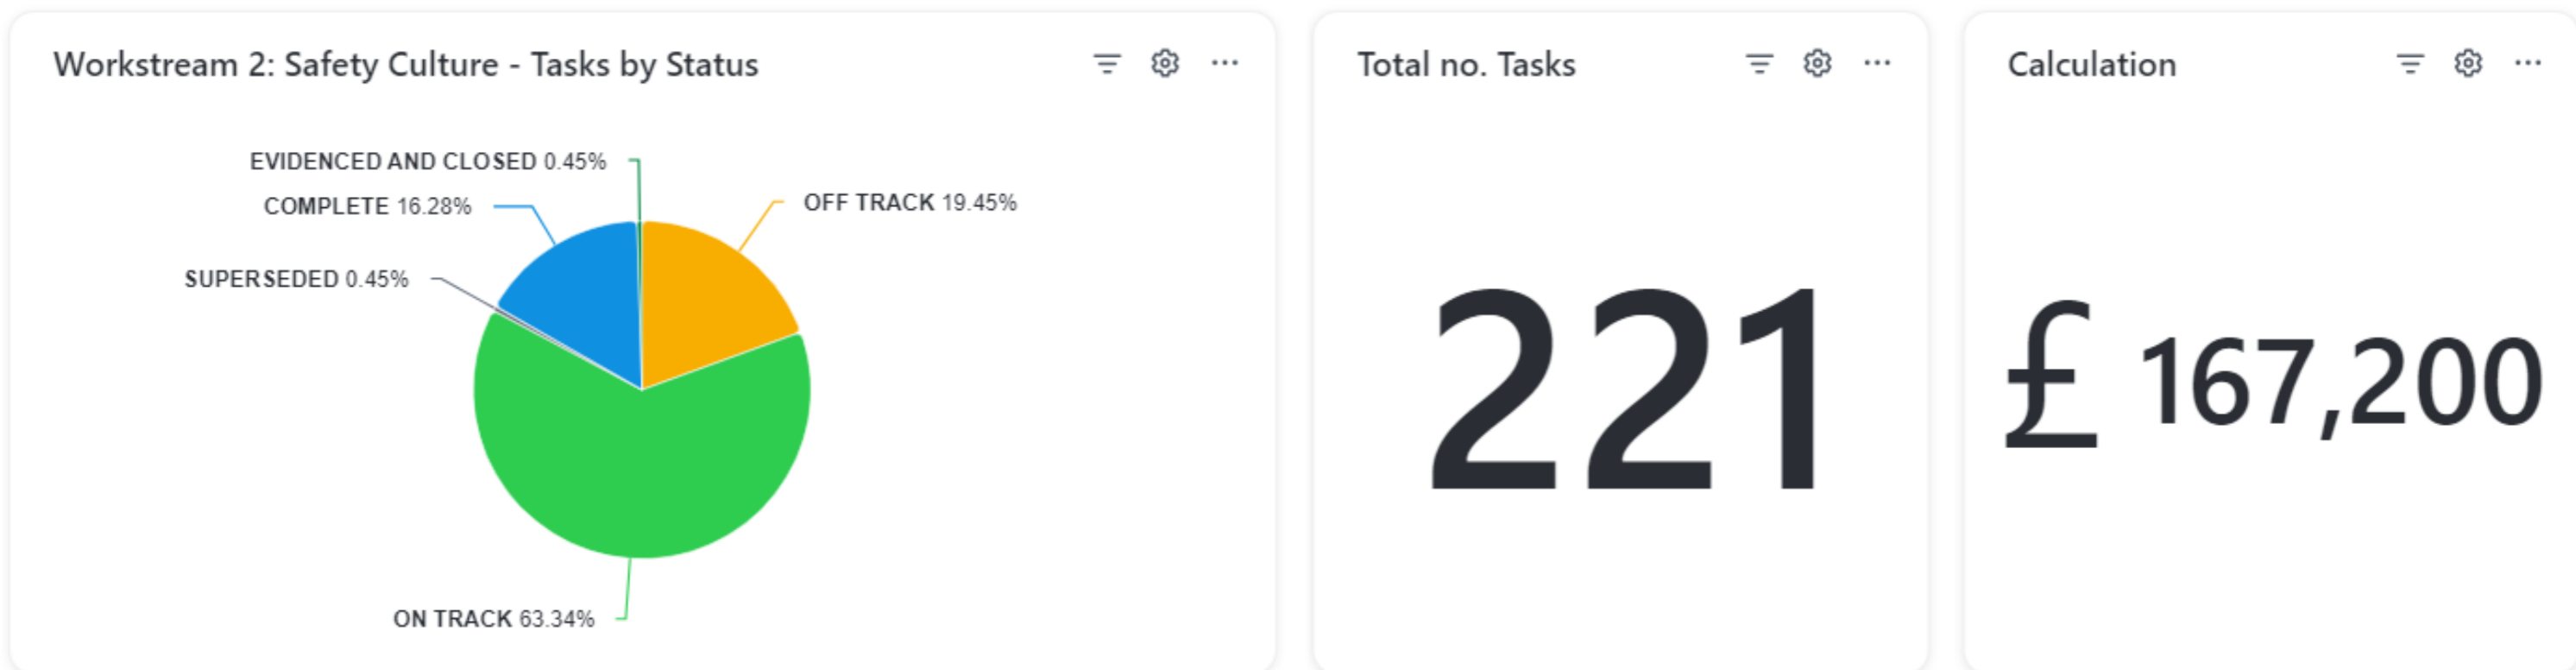 Workstream 2: Safety Culture - Tasks by Status
EVIDENCED AND CLOSED 0.45%
COMPLETE 16.28%
OFF TRACK 19.45%
SUPERSEDED 0.45%
ON TRACK 63.34%
Total no. Tasks
221
Calculation
£ 167,200